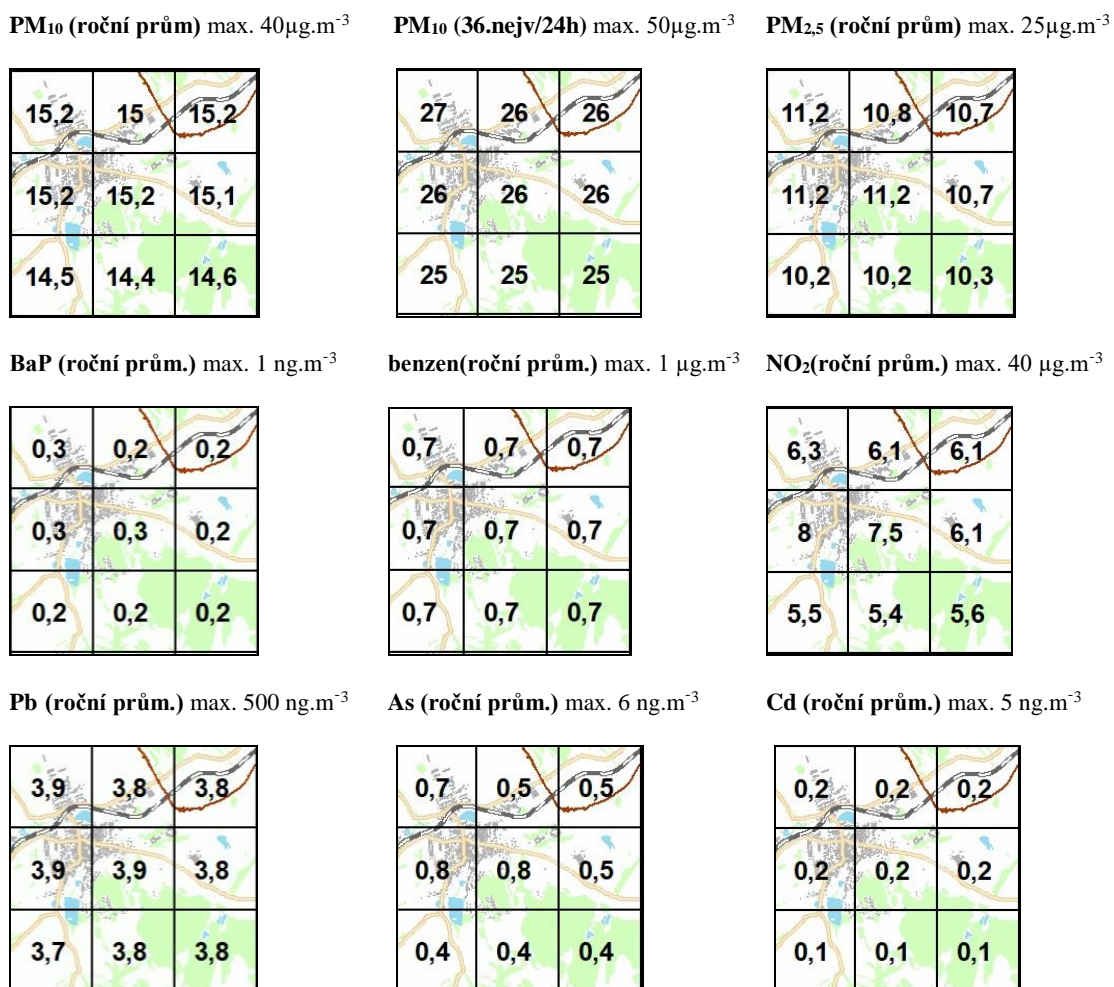 PM₁₀ (roční prům) max. 40µg.m⁻³ PM₁₀ (36.nejv/24h) max. 50µg.m⁻³ PM₂,₅ (roční prům) max. 25µg.m⁻³
15,2 15 15,2 27 26 26 11,2 10,8 10,7
15,2 15,2 15,1 26 26 26 11,2 11,2 10,7
14,5 14,4 14,6 25 25 25 10,2 10,2 10,3
BaP (roční prům.) max. 1 ng.m⁻³ benzen(roční prům.) max. 1 µg.m⁻³ NO₂(roční prům.) max. 40 µg.m⁻³
0,3 0,2 0,2 0,7 0,7 0,7 6,3 6,1 6,1
0,3 0,3 0,2 0,7 0,7 0,7 8 7,5 6,1
0,2 0,2 0,2 0,7 0,7 0,7 5,5 5,4 5,6
Pb (roční prům.) max. 500 ng.m⁻³ As (roční prům.) max. 6 ng.m⁻³ Cd (roční prům.) max. 5 ng.m⁻³
3,9 3,8 3,8 0,7 0,5 0,5 0,2 0,2 0,2
3,9 3,9 3,8 0,8 0,8 0,5 0,2 0,2 0,2
3,7 3,8 3,8 0,4 0,4 0,4 0,1 0,1 0,1